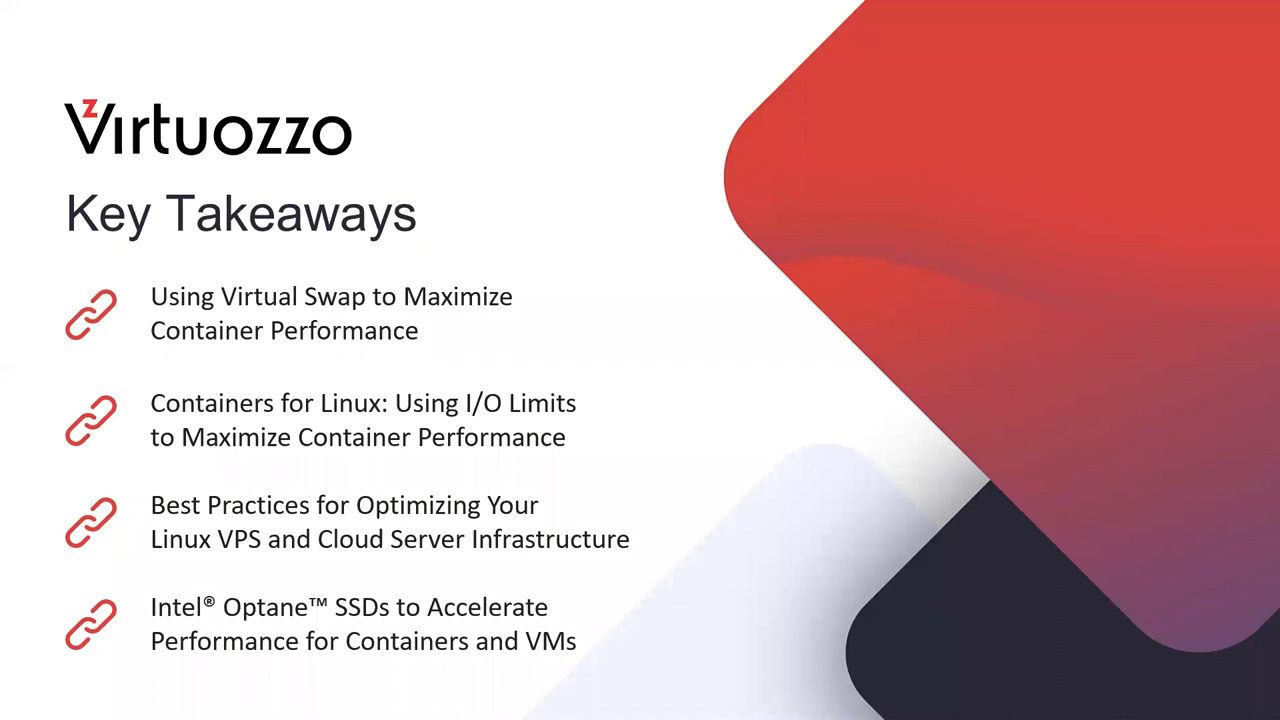 Virtuozzo
Key Takeaways
Using Virtual Swap to Maximize
Container Performance
Containers for Linux: Using I/O Limits
to Maximize Container Performance
Best Practices for Optimizing Your
Linux VPS and Cloud Server Infrastructure
Intel® Optane™ SSDs to Accelerate
Performance for Containers and VMs